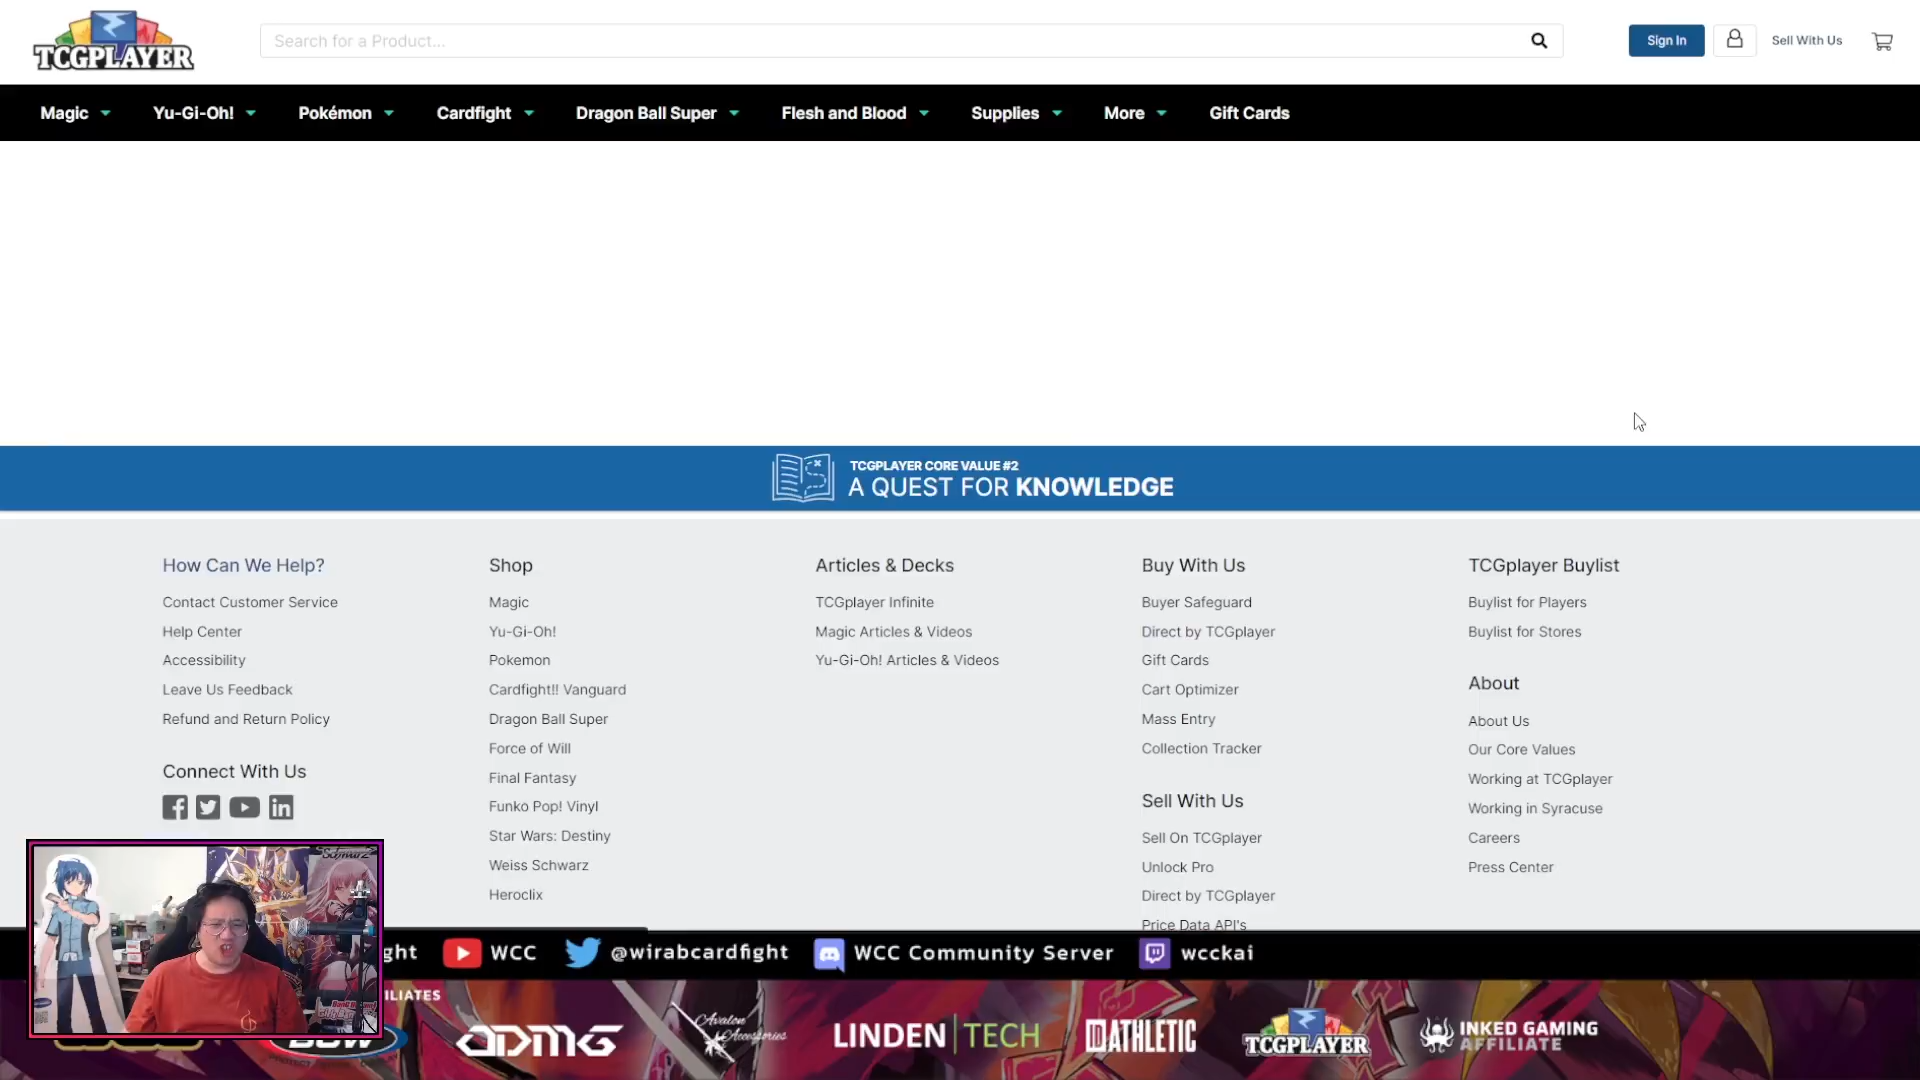 TCGPLAYER
Search for a Product...
Sign In
Sell With Us
Magic
Yu-Gi-Oh!
Pokémon
Cardfight
Dragon Ball Super
Flesh and Blood
Supplies
More
Gift Cards
TCGPLAYER CORE VALUE #2
A QUEST FOR KNOWLEDGE
How Can We Help?
Contact Customer Service
Help Center
Accessibility
Leave Us Feedback
Refund and Return Policy
Connect With Us
Shop
Magic
Yu-Gi-Oh!
Pokemon
Cardfight!! Vanguard
Dragon Ball Super
Force of Will
Final Fantasy
Funko Pop! Vinyl
Star Wars: Destiny
Weiss Schwarz
Heroclix
Articles & Decks
TCGplayer Infinite
Magic Articles & Videos
Yu-Gi-Oh! Articles & Videos
Buy With Us
Buyer Safeguard
Direct by TCGplayer
Gift Cards
Cart Optimizer
Mass Entry
Collection Tracker
Sell With Us
Sell On TCGplayer
Unlock Pro
Direct by TCGplayer
Price Data API's
TCGplayer Buylist
Buylist for Players
Buylist for Stores
About
About Us
Our Core Values
Working at TCGplayer
Working in Syracuse
Careers
Press Center
Schwarz
ght
WCC
@wirabcardfight
WCC Community Server
wcckai
ILIATES
BCW
ADMG
Avalon
Accessories
LINDEN TECH
IDATHLETIC
TCGPLAYER
INKED GAMING
AFFILIATE